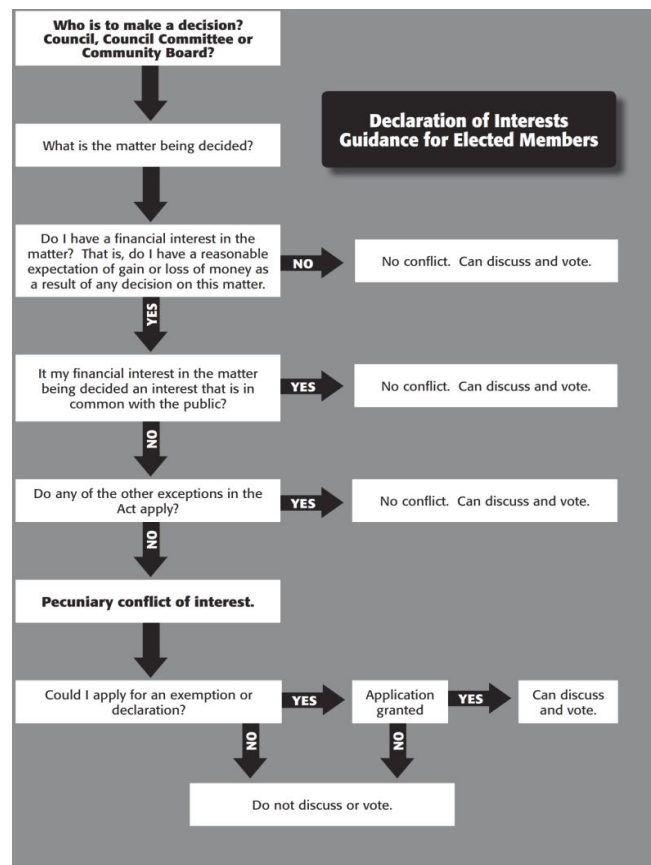 Who is to make a decision?
Council, Council Committee or
Community Board?
Declaration of Interests
Guidance for Elected Members
What is the matter being decided?
Do I have a financial interest in the
matter? That is, do I have a reasonable
expectation of gain or loss of money as
a result of any decision on this matter.
NO
No conflict. Can discuss and vote.
YES
It my financial interest in the matter
being decided an interest that is in
common with the public?
YES
No conflict. Can discuss and vote.
NO
Do any of the other exceptions in the
Act apply?
YES
No conflict. Can discuss and vote.
NO
Pecuniary conflict of interest.
Could I apply for an exemption or
declaration?
YES
Application
granted
YES
Can discuss
and vote.
NO
NO
Do not discuss or vote.